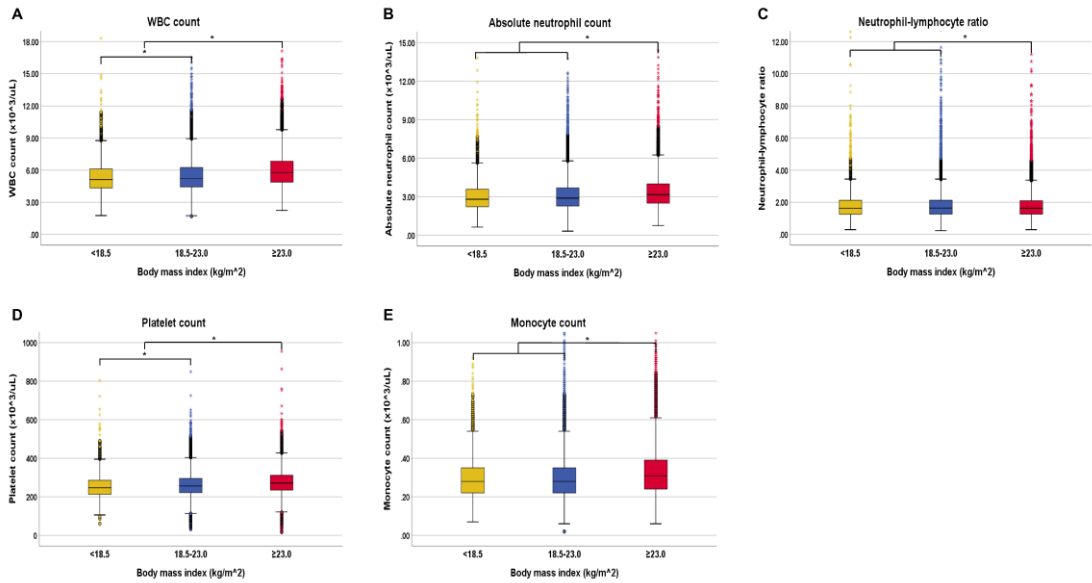 A
WBC count
WBC count (x10^3/uL)
18.00
15.00
12.00
9.00
6.00
3.00
.00
*
*
<18.5
18.5-23.0
≥23.0
Body mass index (kg/m^2)
B
Absolute neutrophil count
Absolute neutrophil count (x10^3/uL)
15.00
12.00
9.00
6.00
3.00
.00
*
<18.5
18.5-23.0
≥23.0
Body mass index (kg/m^2)
C
Neutrophil-lymphocyte ratio
Neutrophil-lymphocyte ratio
12.00
10.00
8.00
6.00
4.00
2.00
.00
*
<18.5
18.5-23.0
≥23.0
Body mass index (kg/m^2)
D
Platelet count
Platelet count (x10^3/uL)
1000
800
600
400
200
0
*
*
<18.5
18.5-23.0
≥23.0
Body mass index (kg/m^2)
E
Monocyte count
Monocyte count (x10^3/uL)
1.00
.80
.60
.40
.20
.00
*
<18.5
18.5-23.0
≥23.0
Body mass index (kg/m^2)